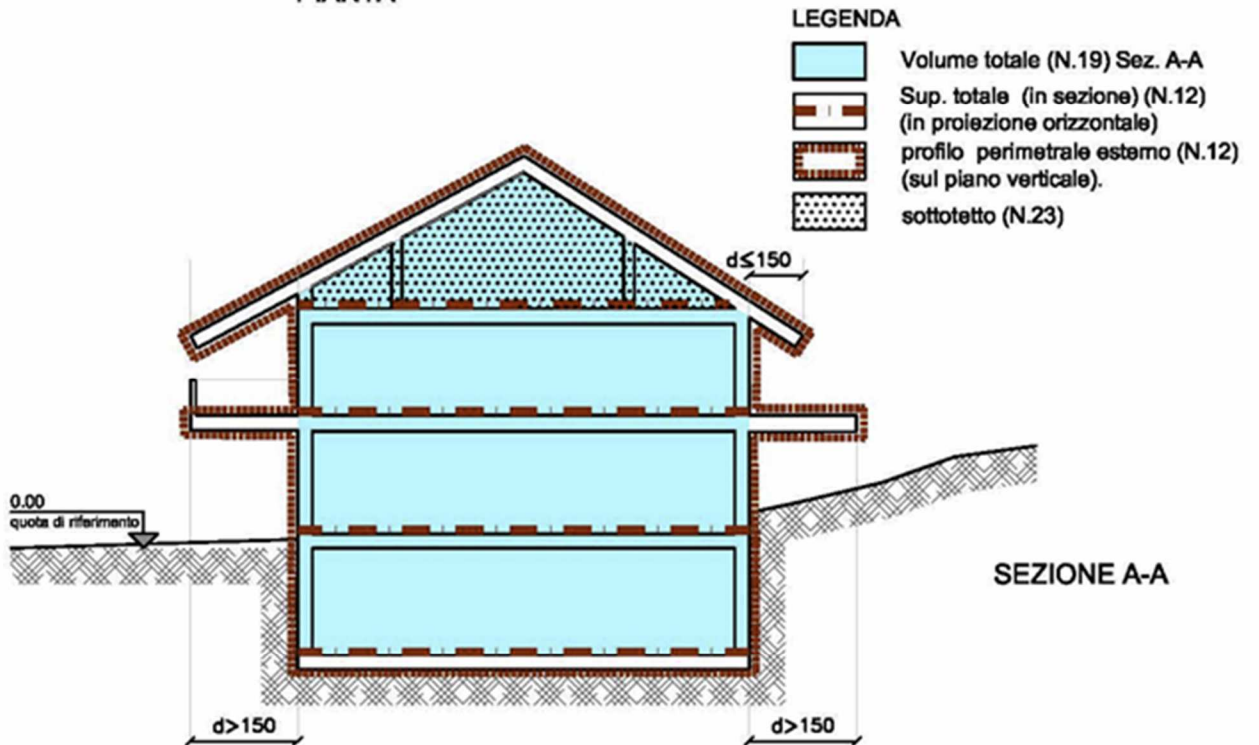 LEGENDA
Volume totale (N.19) Sez. A-A
Sup. totale (in sezione) (N.12)
(in proiezione orizzontale)
profilo perimetrale esterno (N.12)
(sul piano verticale).
sottotetto (N.23)
d≤150
0.00
quota di riferimento
SEZIONE A-A
d>150
d>150